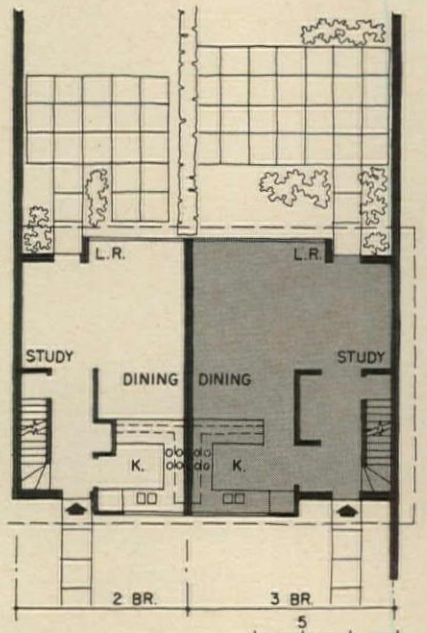 L.R. L.R.
STUDY STUDY
DINING DINING
K. K.
2 BR. 3 BR.
5